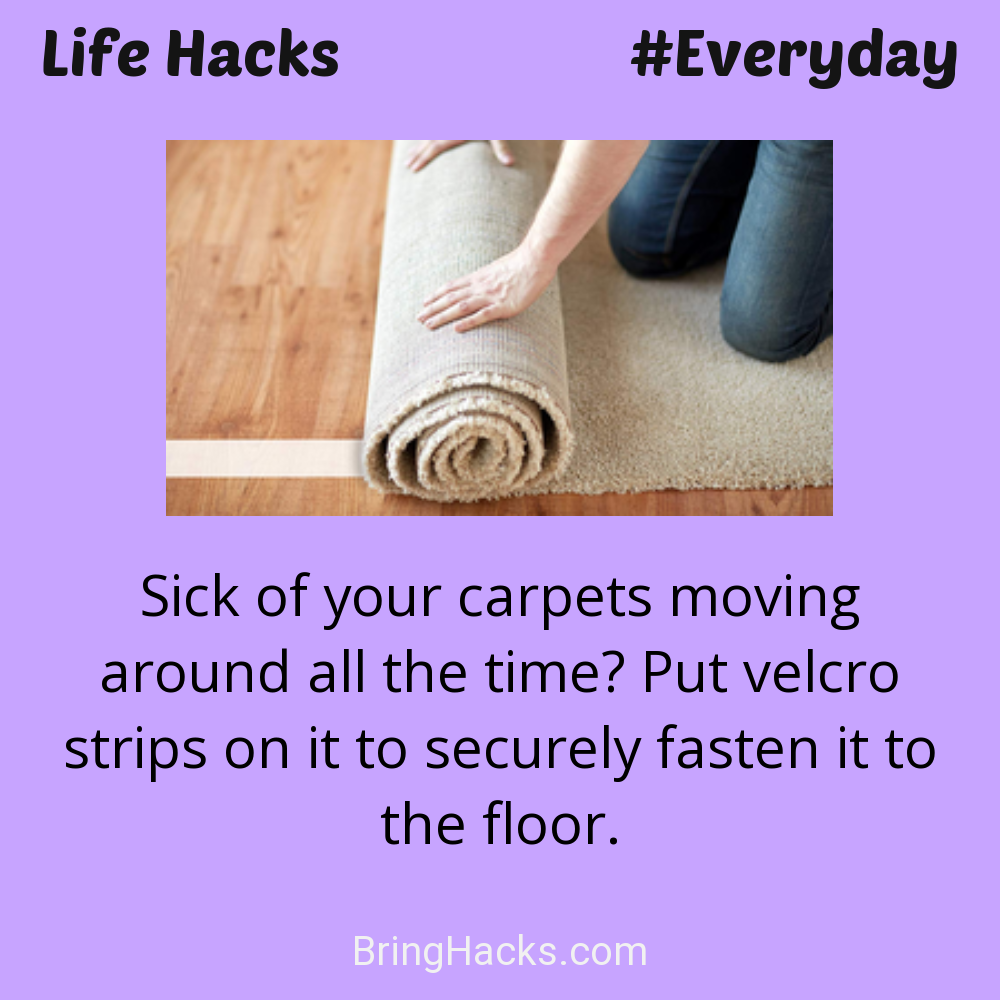 Life Hacks #Everyday
Sick of your carpets moving
around all the time? Put velcro
strips on it to securely fasten it to
the floor.
BringHacks.com